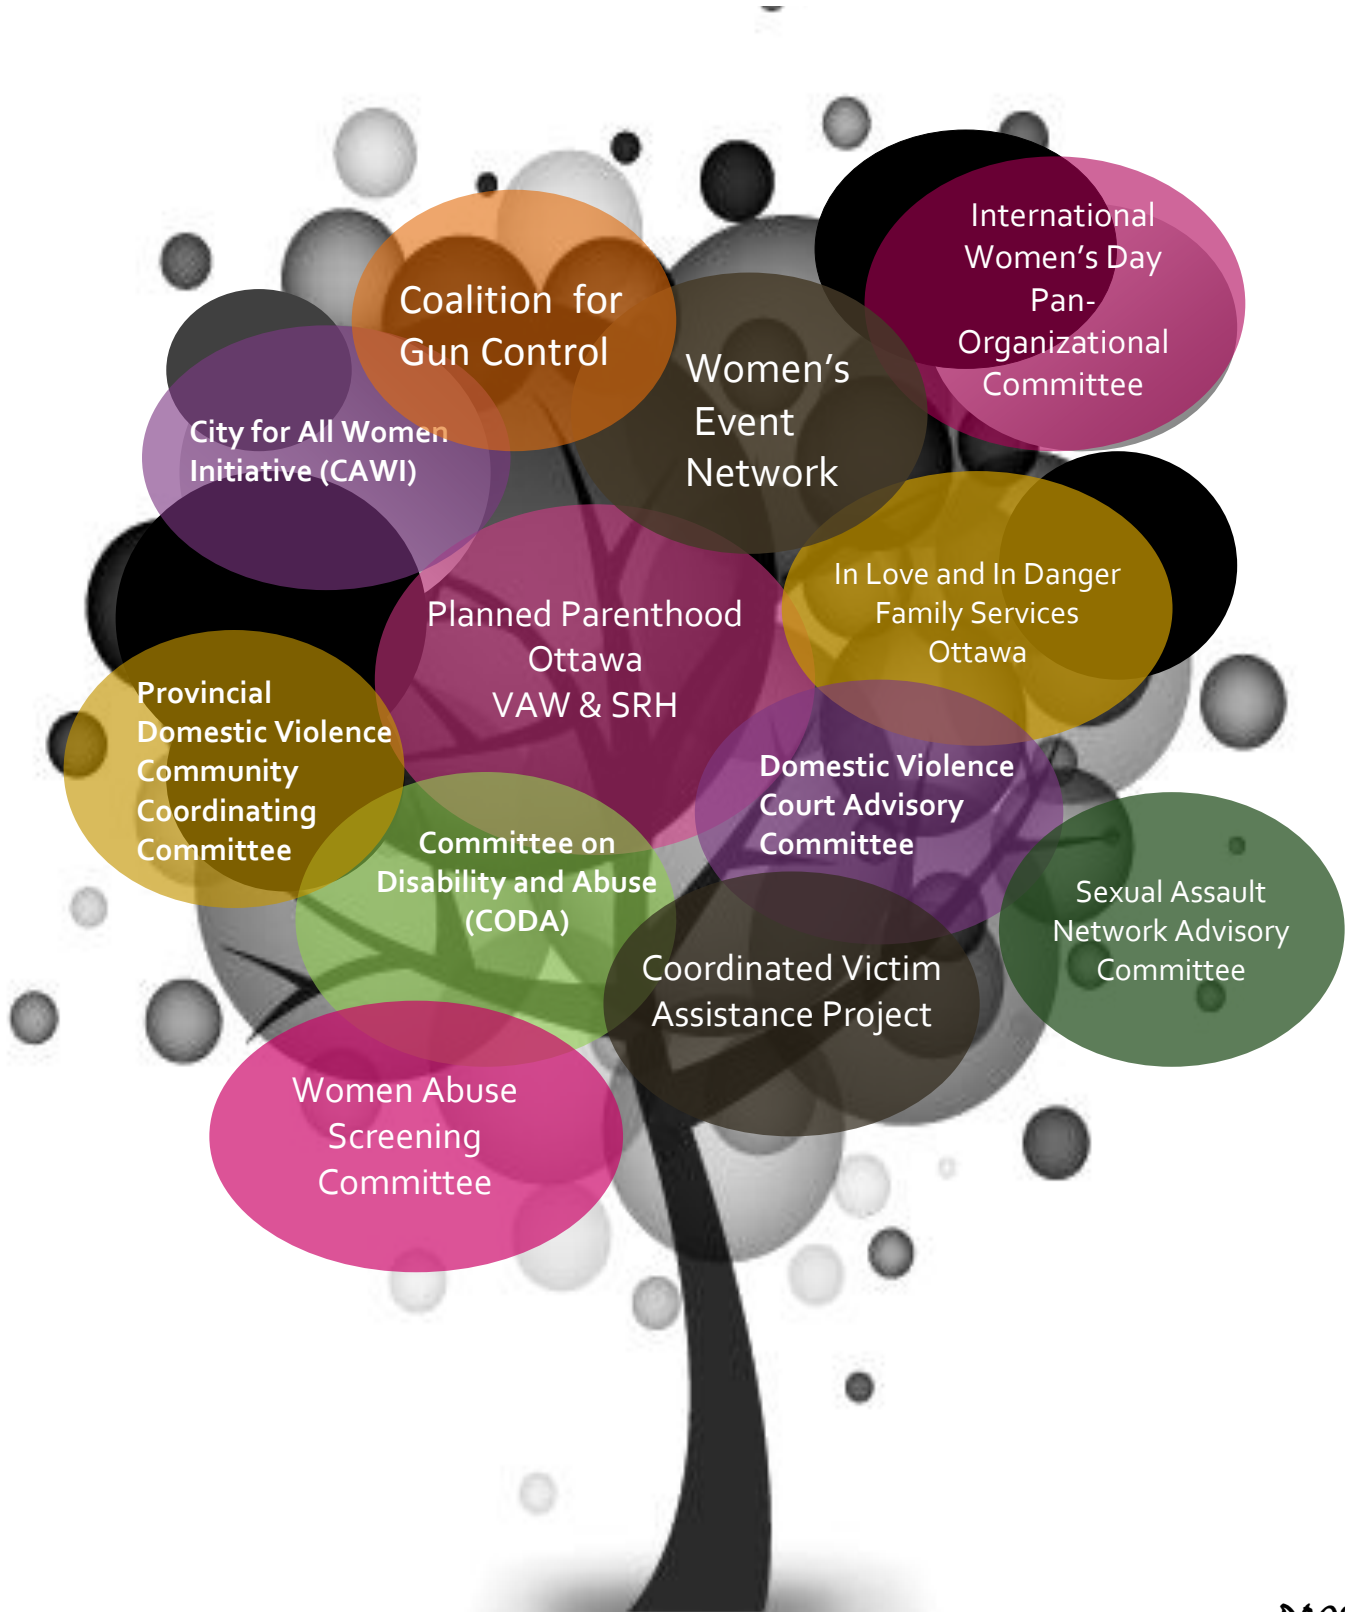 International
Women's Day
Pan-
Organizational
Committee
Coalition for
Gun Control
Women's
Event
Network
City for All Women
Initiative (CAWI)
In Love and In Danger
Family Services
Ottawa
Planned Parenthood
Ottawa
VAW & SRH
Provincial
Domestic Violence
Community
Coordinating
Committee
Domestic Violence
Court Advisory
Committee
Committee on
Disability and Abuse
(CODA)
Sexual Assault
Network Advisory
Committee
Coordinated Victim
Assistance Project
Women Abuse
Screening
Committee